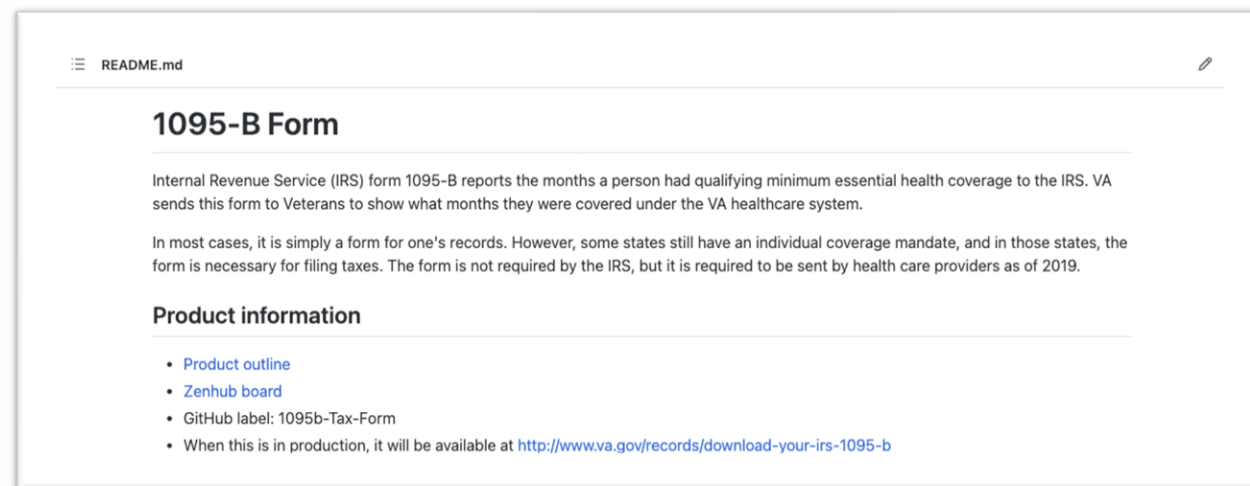 README.md
1095-B Form
Internal Revenue Service (IRS) form 1095-B reports the months a person had qualifying minimum essential health coverage to the IRS. VA
sends this form to Veterans to show what months they were covered under the VA healthcare system.
In most cases, it is simply a form for one's records. However, some states still have an individual coverage mandate, and in those states, the
form is necessary for filing taxes. The form is not required by the IRS, but it is required to be sent by health care providers as of 2019.
Product information
• Product outline
• Zenhub board
• GitHub label: 1095b-Tax-Form
• When this is in production, it will be available at http://www.va.gov/records/download-your-irs-1095-b